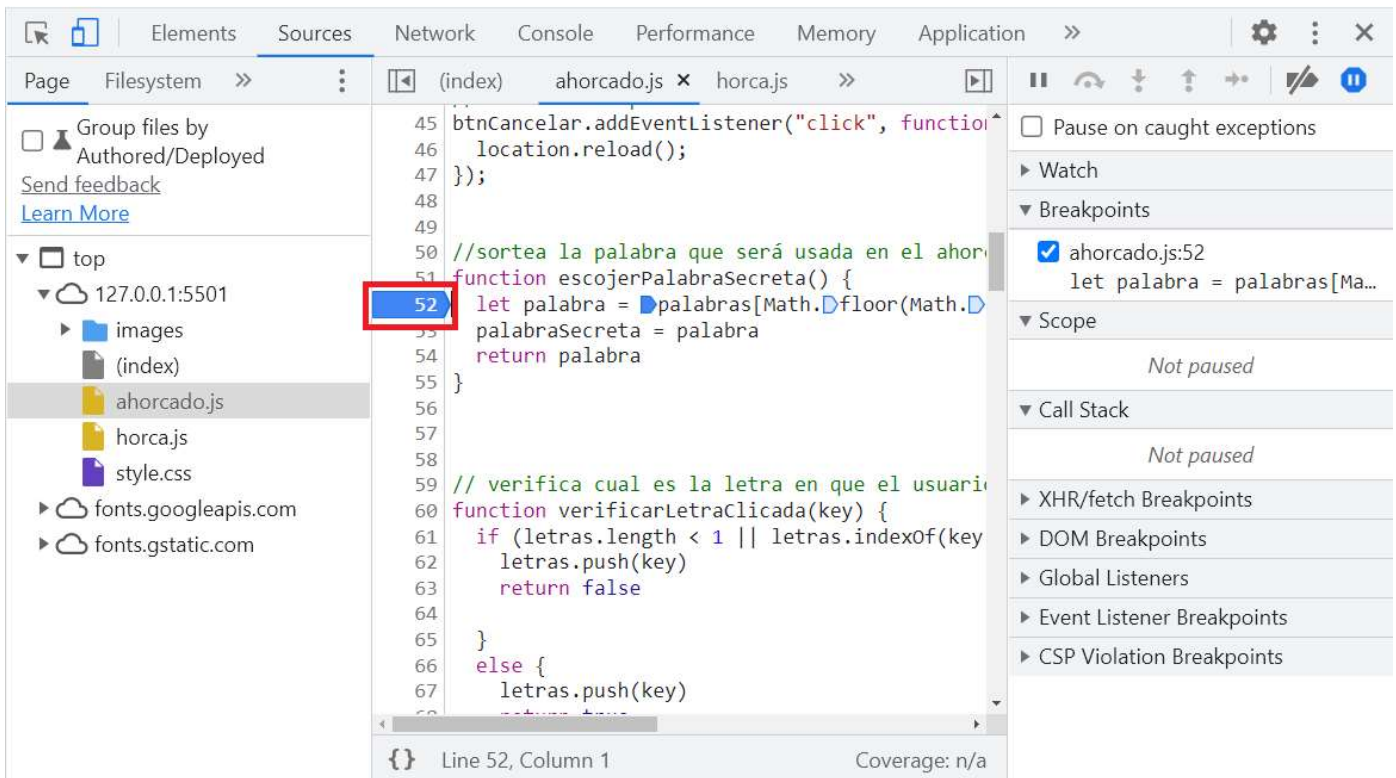 Elements Sources Network Console Performance Memory Application »
Page Filesystem »
(index) ahorcado.js × horca.js »
Group files by
Authored/Deployed
Send feedback
Learn More
top
127.0.0.1:5501
images
(index)
ahorcado.js
horca.js
style.css
fonts.googleapis.com
fonts.gstatic.com
45 btnCancelar.addEventListener("click", function
46 location.reload();
47 });
48
49
50 //sortea la palabra que será usada en el ahor
51 function escojerPalabraSecreta() {
52 let palabra = palabras[Math.floor(Math.
53 palabraSecreta = palabra
54 return palabra
55 }
56
57
58
59 // verifica cual es la letra en que el usuari
60 function verificarLetraClicada(key) {
61 if (letras.length < 1 || letras.indexOf(key
62 letras.push(key)
63 return false
64
65 }
66 else {
67 letras.push(key)
{} Line 52, Column 1 Coverage: n/a
Pause on caught exceptions
Watch
Breakpoints
ahorcado.js:52
let palabra = palabras[Ma…
Scope
Not paused
Call Stack
Not paused
XHR/fetch Breakpoints
DOM Breakpoints
Global Listeners
Event Listener Breakpoints
CSP Violation Breakpoints